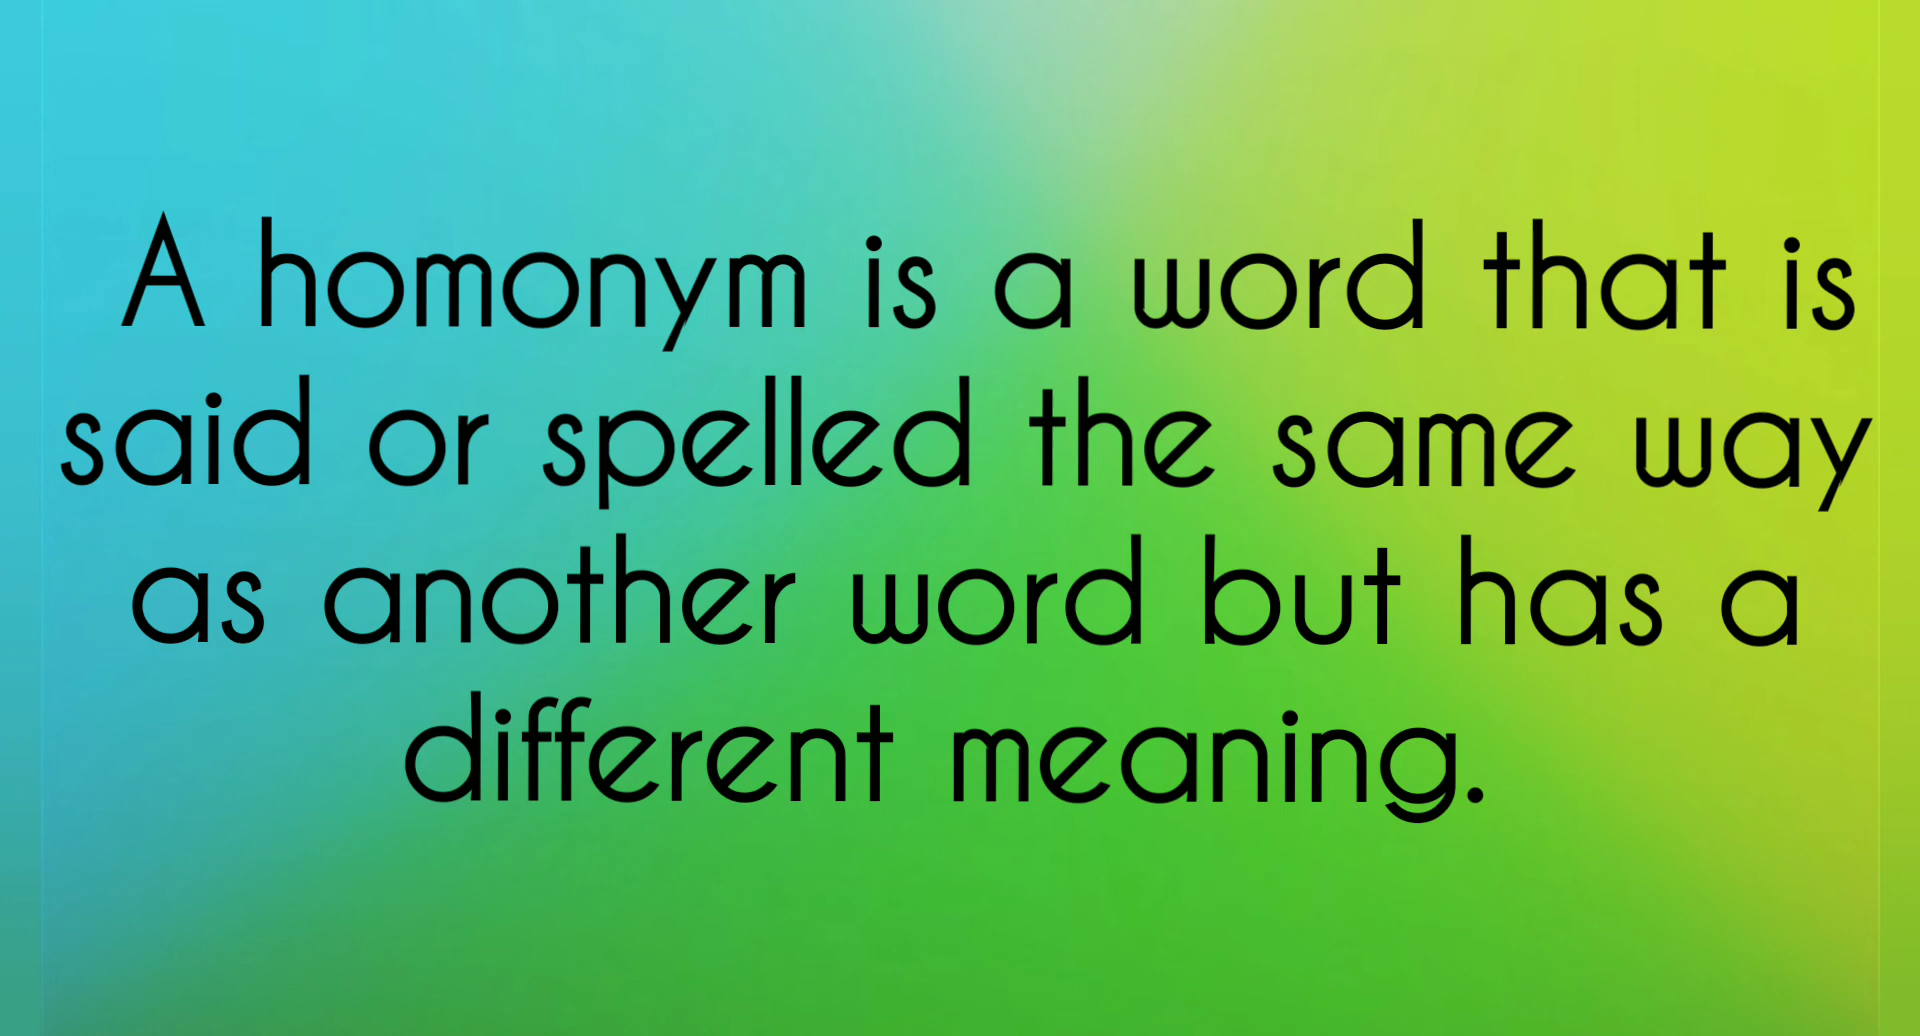 A homonym is a word that is
said or spelled the same way
as another word but has a
different meaning.